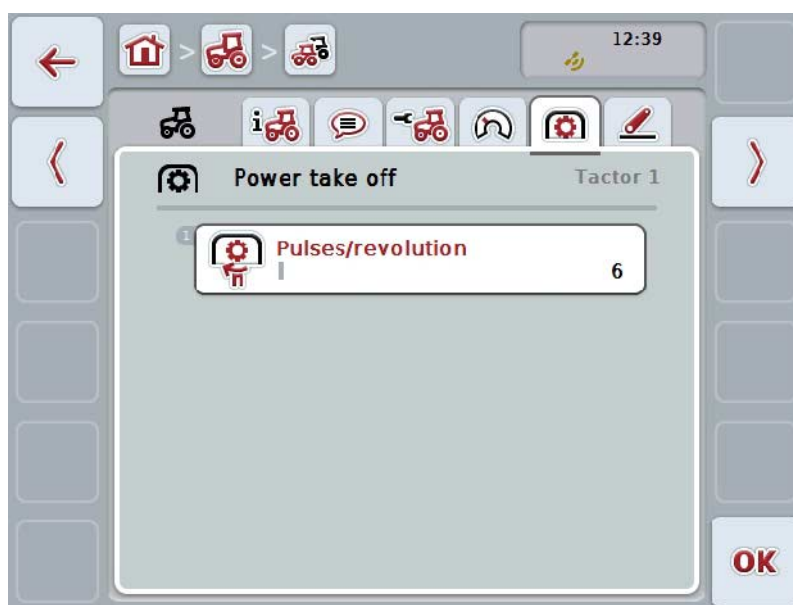 > >
12:39
i
Power take off Tactor 1
1
Pulses/revolution
6
n
OK